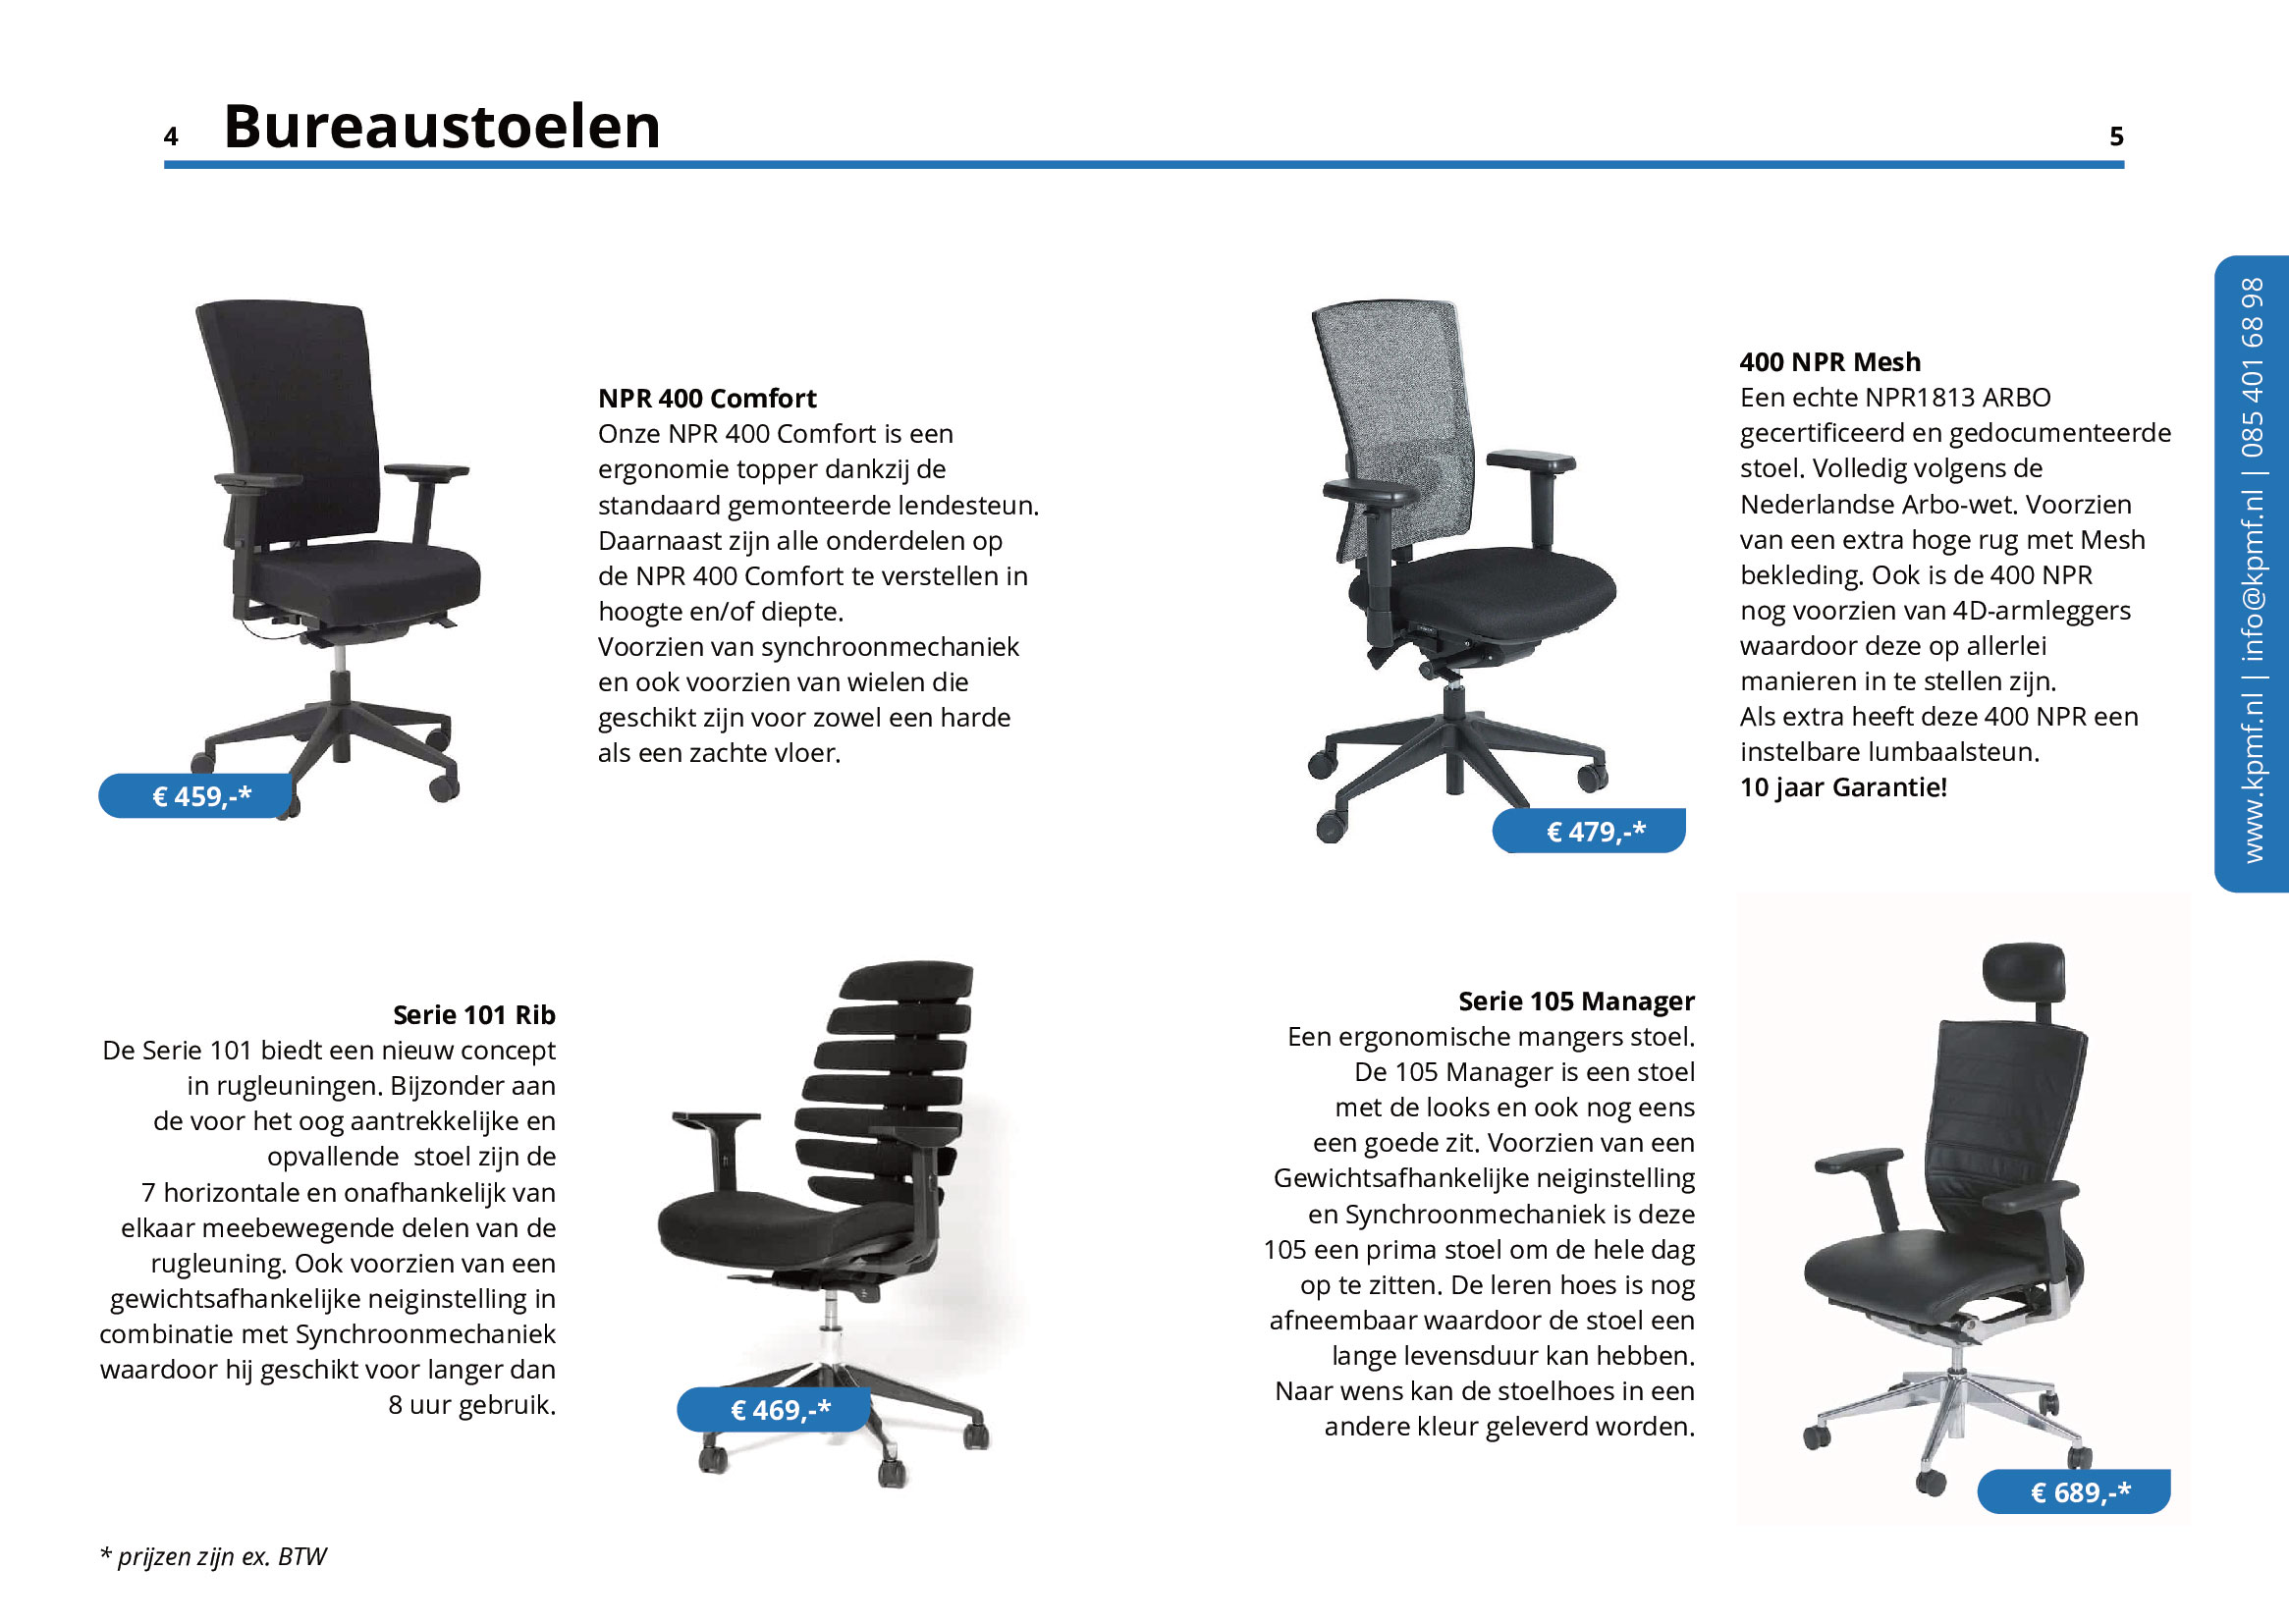 4 Bureaustoelen
5
NPR 400 Comfort
Onze NPR 400 Comfort is een
ergonomie topper dankzij de
standaard gemonteerde lendesteun.
Daarnaast zijn alle onderdelen op
de NPR 400 Comfort te verstellen in
hoogte en/of diepte.
Voorzien van synchroonmechaniek
en ook voorzien van wielen die
geschikt zijn voor zowel een harde
als een zachte vloer.
€ 459,-*
400 NPR Mesh
Een echte NPR1813 ARBO
gecertificeerd en gedocumenteerde
stoel. Volledig volgens de
Nederlandse Arbo-wet. Voorzien
van een extra hoge rug met Mesh
bekleding. Ook is de 400 NPR
nog voorzien van 4D-armleggers
waardoor deze op allerlei
manieren in te stellen zijn.
Als extra heeft deze 400 NPR een
instelbare lumbaalsteun.
10 jaar Garantie!
€ 479,-*
www.kpmf.nl | info@kpmf.nl | 085 401 68 98
Serie 101 Rib
De Serie 101 biedt een nieuw concept
in rugleuningen. Bijzonder aan
de voor het oog aantrekkelijke en
opvallende  stoel zijn de
7 horizontale en onafhankelijk van
elkaar meebewegende delen van de
rugleuning. Ook voorzien van een
gewichtsafhankelijke neiginstelling in
combinatie met Synchroonmechaniek
waardoor hij geschikt voor langer dan
8 uur gebruik.
€ 469,-*
Serie 105 Manager
Een ergonomische mangers stoel.
De 105 Manager is een stoel
met de looks en ook nog eens
een goede zit. Voorzien van een
Gewichtsafhankelijke neiginstelling
en Synchroonmechaniek is deze
105 een prima stoel om de hele dag
op te zitten. De leren hoes is nog
afneembaar waardoor de stoel een
lange levensduur kan hebben.
Naar wens kan de stoelhoes in een
andere kleur geleverd worden.
€ 689,-*
* prijzen zijn ex. BTW